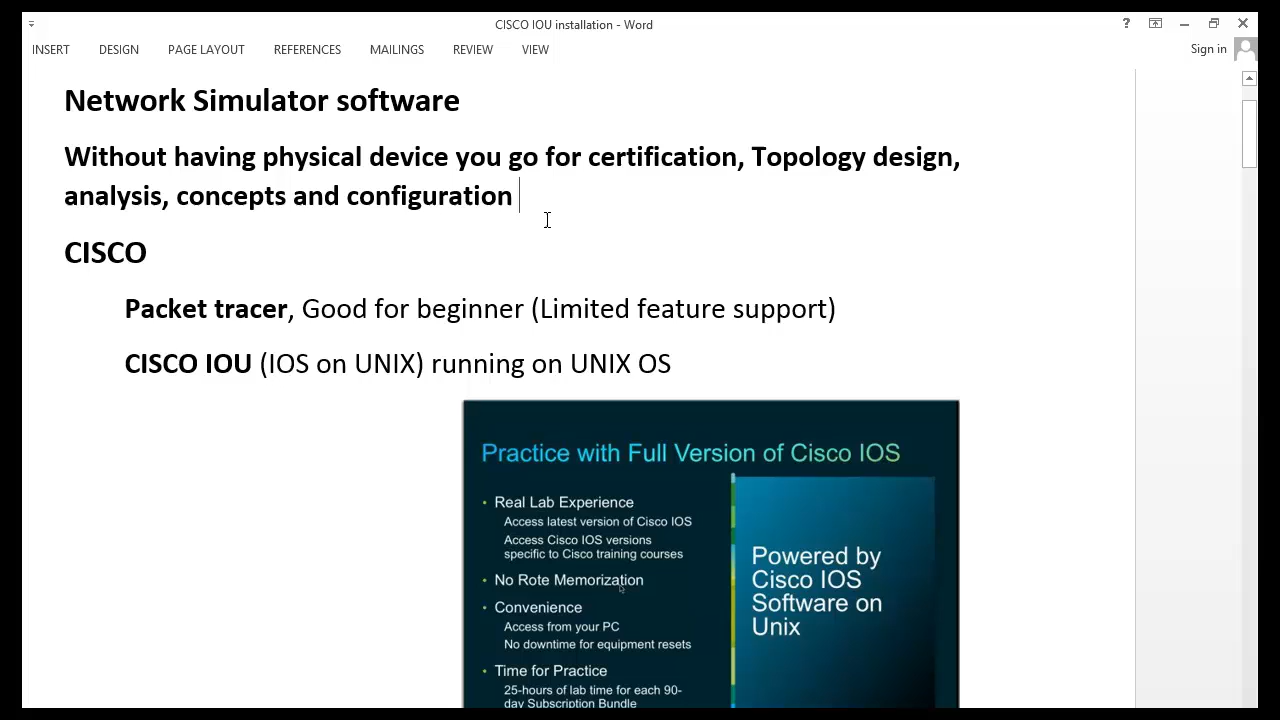 CISCO IOU installation - Word
?
INSERT DESIGN PAGE LAYOUT REFERENCES MAILINGS REVIEW VIEW Sign in
Network Simulator software
Without having physical device you go for certification, Topology design,
analysis, concepts and configuration
CISCO
Packet tracer, Good for beginner (Limited feature support)
CISCO IOU (IOS on UNIX) running on UNIX OS
Practice with Full Version of Cisco IOS
• Real Lab Experience
Access latest version of Cisco IOS
Access Cisco IOS versions
specific to Cisco training courses
• No Rote Memorization
• Convenience
Access from your PC
No downtime for equipment resets
• Time for Practice
25-hours of lab time for each 90-
day Subscription Bundle
Powered by
Cisco IOS
Software on
Unix